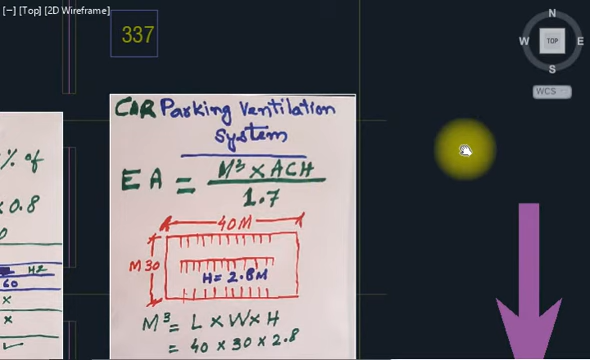 [−] [Top] [2D Wireframe]
337
N
W TOP E
S
WCS
% of
x 0.8
HZ
60
x
x
CAR Parking Ventilation
System
EA = M³ x ACH
1.7
40M
M 30
H = 2.8M
M³ = L x W x H
= 40 x 30 x 2.8